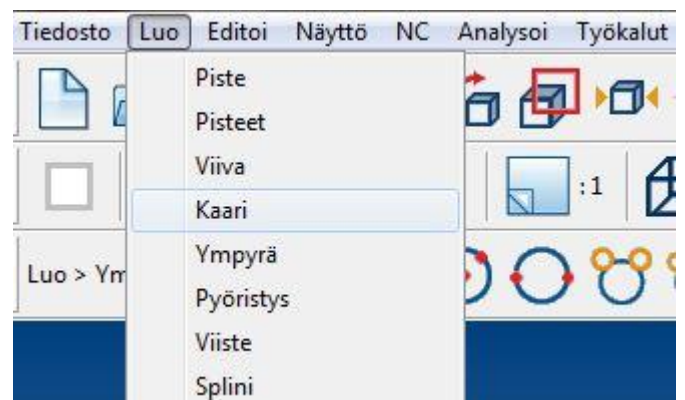 Tiedosto Luo Editoi Näyttö NC Analysoi Työkalut
Piste
Pisteet
Viiva
:1
Kaari
Ympyrä
Luo > Ym
Pyöristys
Viiste
Splini